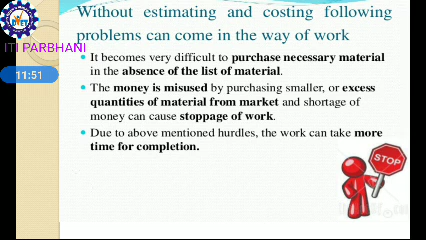 Without estimating and costing following
problems can come in the way of work
ITI PARBHANI
11:51
It becomes very difficult to purchase necessary material
in the absence of the list of material.
The money is misused by purchasing smaller, or excess
quantities of material from market and shortage of
money can cause stoppage of work.
Due to above mentioned hurdles, the work can take more
time for completion.
STOP